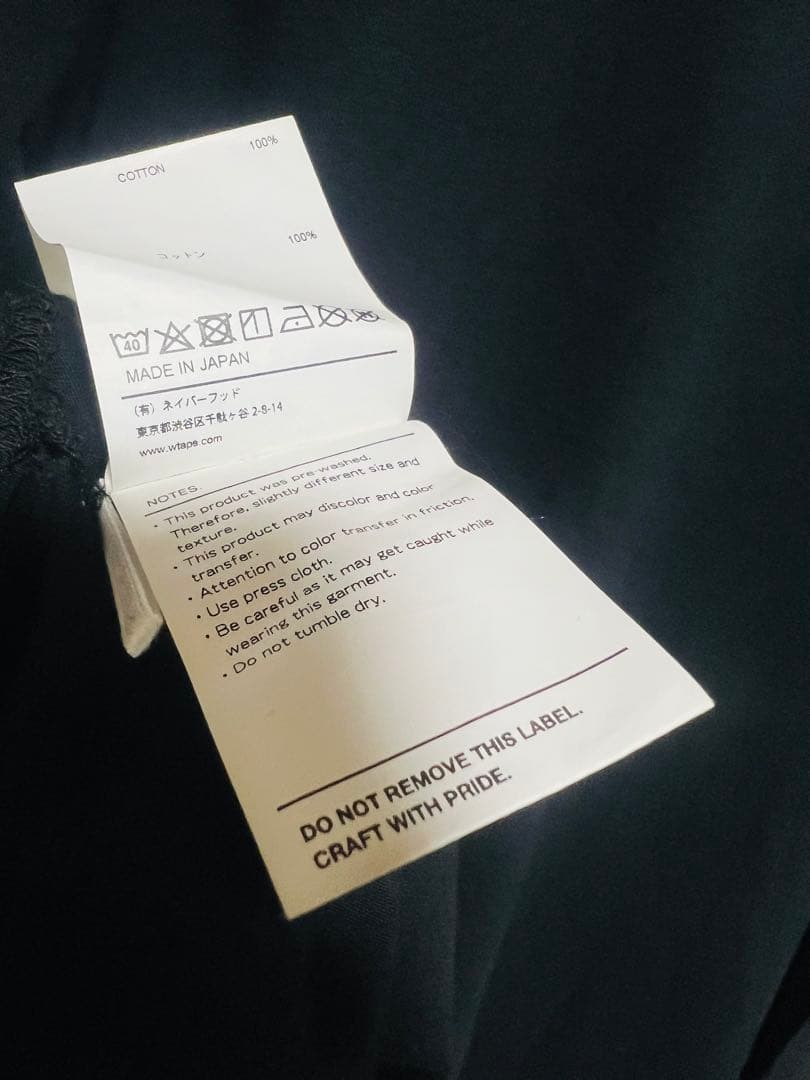 COTTON 100%
コットン 100%
40
MADE IN JAPAN
(有) ネイバーフッド
東京都渋谷区千駄ヶ谷 2-8-14
www.wtaps.com
NOTES.
・This product was pre-washed.
Therefore, slightly different size and
texture.
・This product may discolor and color
transfer.
・Attention to color transfer in friction.
・Use press cloth.
・Be careful as it may get caught while
wearing this garment.
・Do not tumble dry.
DO NOT REMOVE THIS LABEL.
CRAFT WITH PRIDE.